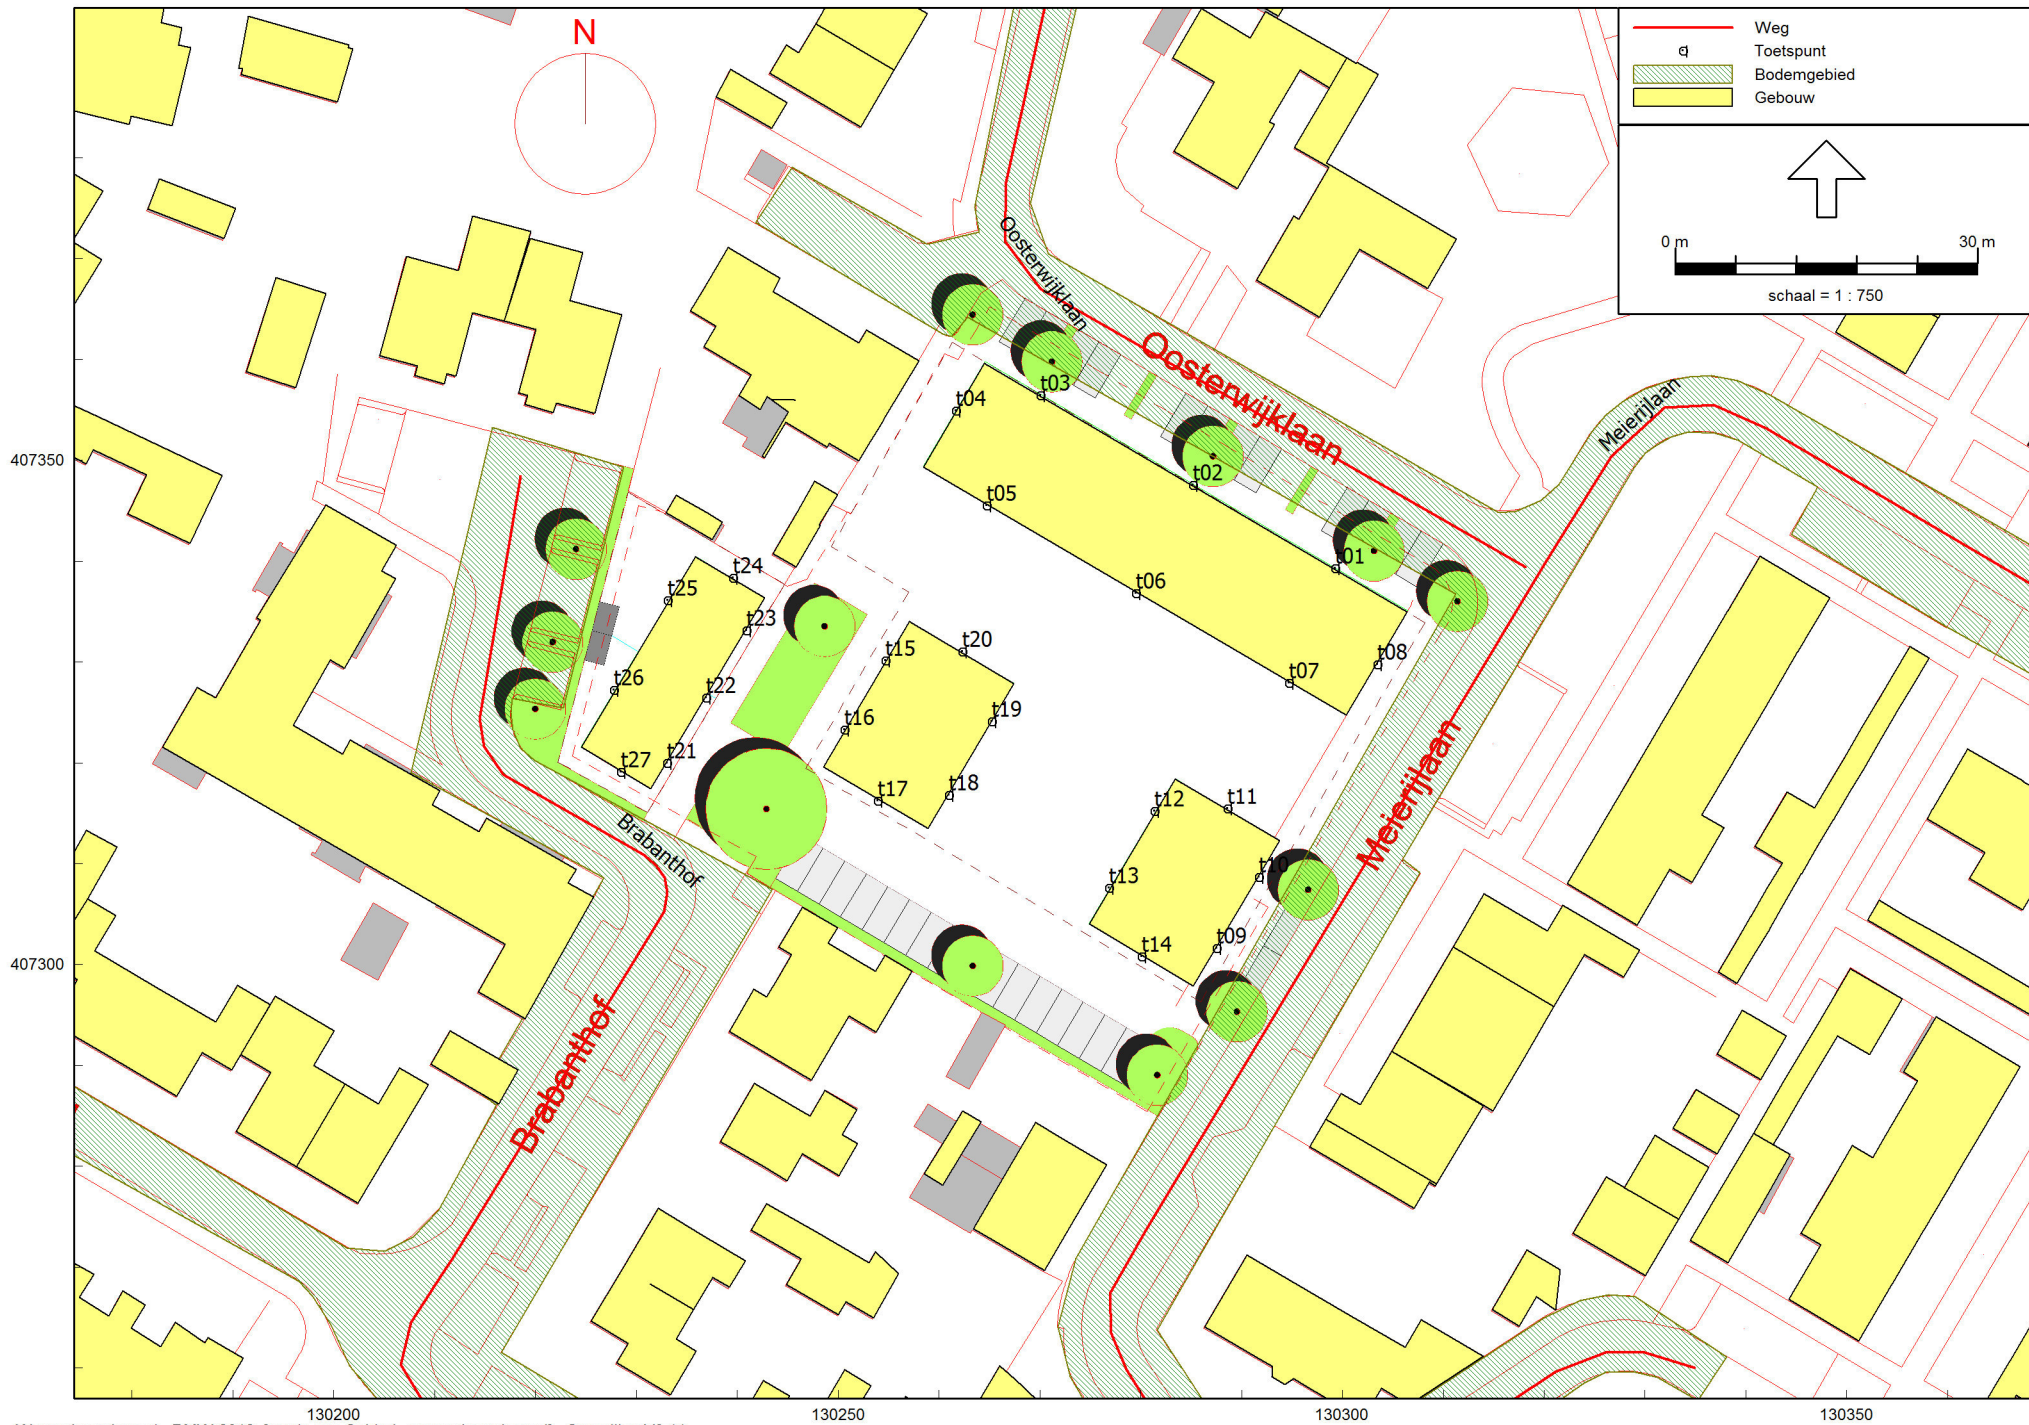 N
Weg
Toetspunt
Bodemgebied
Gebouw
0 m
30 m
schaal = 1 : 750
Oosterwijklaan
Oosterwijklaan
Meierijlaan
t04
t03
t02
t01
t05
t06
t07
t08
407350
t24
t25
t23
t26
t22
t27
t21
t20
t15
t16
t19
t17
t18
t12
t11
t13
t10
t14
t09
Meierijlaan
Brabanthof
Brabanthof
407300
130200
130250
130300
130350